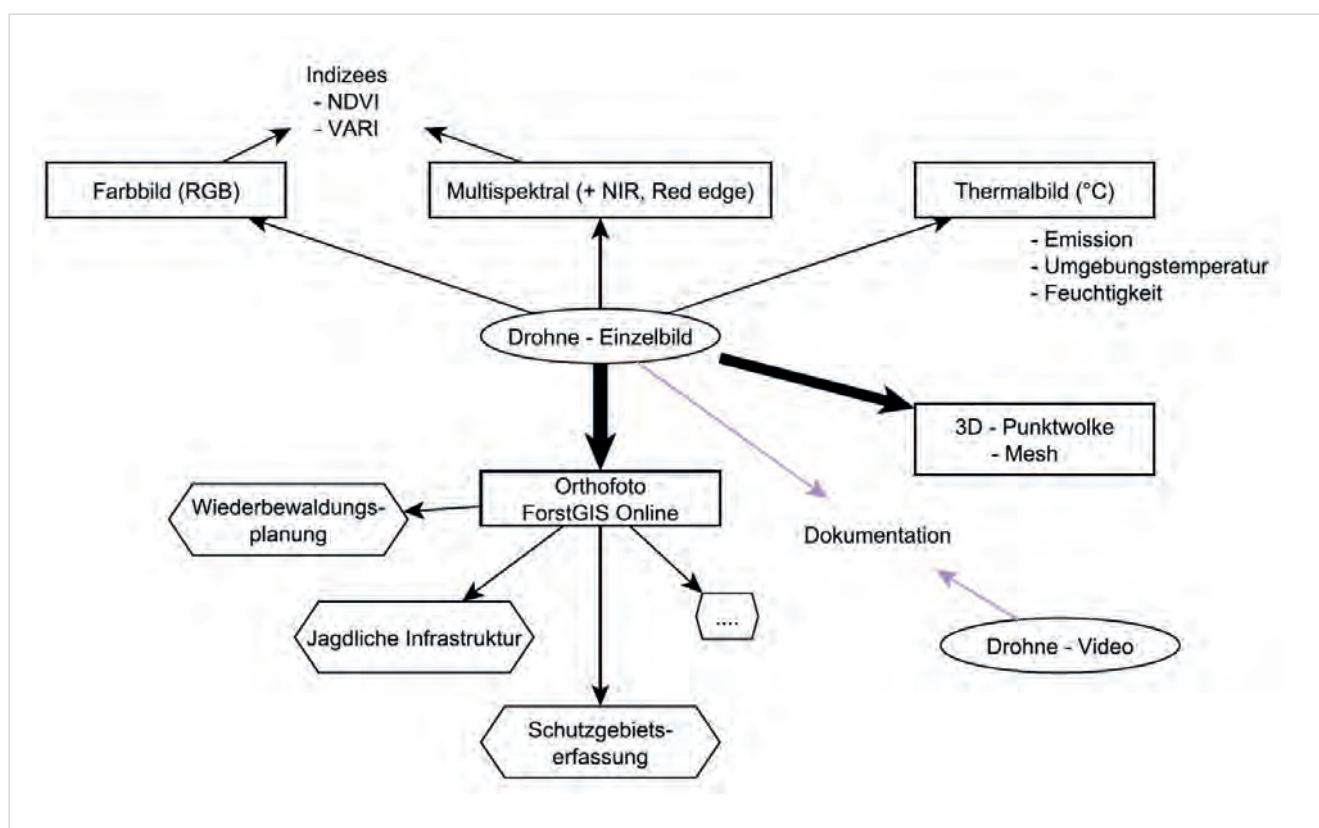 Indizees
- NDVI
- VARI
Farbbild (RGB)
Multispektral (+ NIR, Red edge)
Thermalbild (°C)
- Emission
- Umgebungstemperatur
- Feuchtigkeit
Drohne - Einzelbild
3D - Punktwolke
- Mesh
Orthofoto
ForstGIS Online
Wiederbewaldungs-
planung
Dokumentation
Jagdliche Infrastruktur
....
Drohne - Video
Schutzgebiets-
erfassung